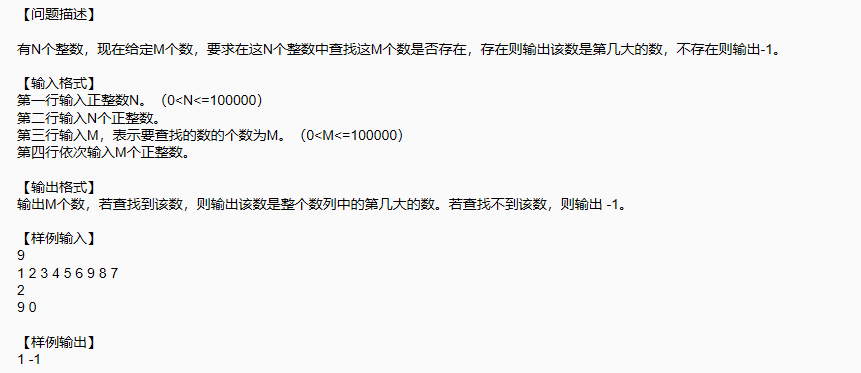 【问题描述】
有N个整数，现在给定M个数，要求在这N个整数中查找这M个数是否存在，存在则输出该数是第几大的数，不存在则输出-1。
【输入格式】
第一行输入正整数N。（0<N<=100000）
第二行输入N个正整数。
第三行输入M，表示要查找的数的个数为M。（0<M<=100000）
第四行依次输入M个正整数。
【输出格式】
输出M个数，若查找到该数，则输出该数是整个数列中的第几大的数。若查找不到该数，则输出 -1。
【样例输入】
9
1 2 3 4 5 6 9 8 7
2
9 0
【样例输出】
1 -1